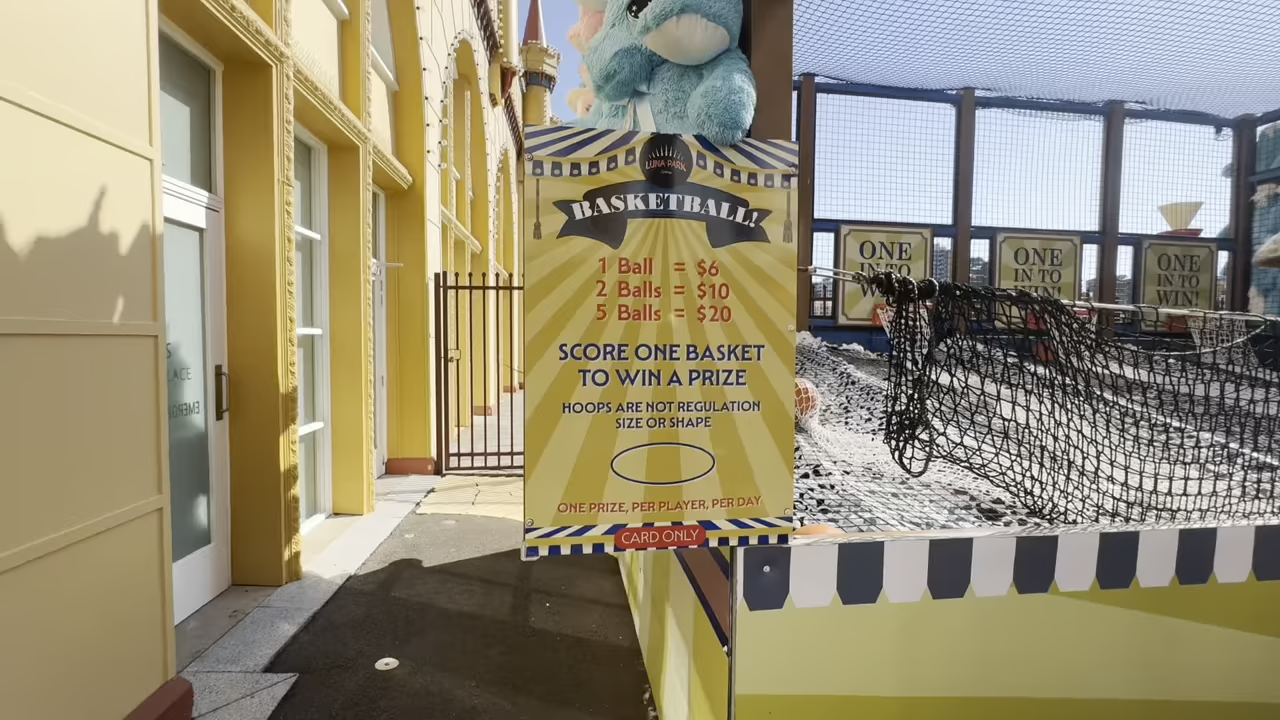 LUNA PARK
BASKETBALL!
1 Ball = $6
2 Balls = $10
5 Balls = $20
SCORE ONE BASKET
TO WIN A PRIZE
HOOPS ARE NOT REGULATION
SIZE OR SHAPE
ONE PRIZE, PER PLAYER, PER DAY
CARD ONLY
ONE
IN TO
WIN!
ONE
IN TO
WIN!
ONE
IN TO
WIN!